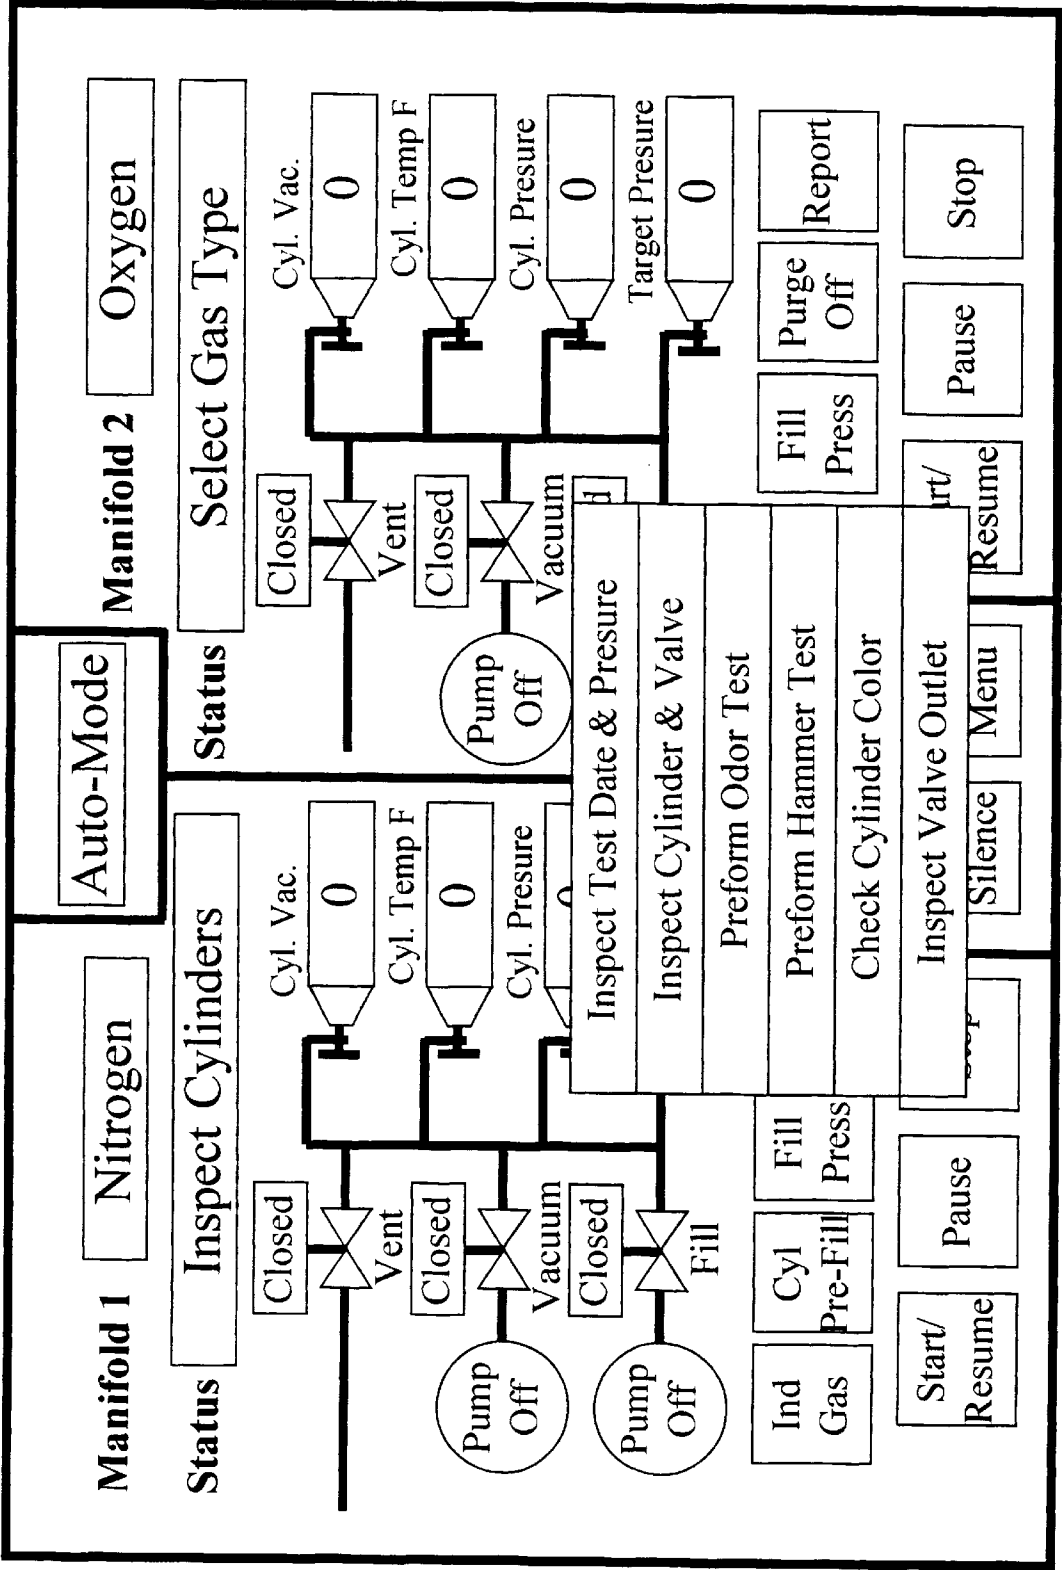 Auto-Mode
Manifold 1
Nitrogen
Status
Inspect Cylinders
Closed
Vent
Cyl. Vac.
0
Pump
Off
Closed
Vacuum
Cyl. Temp F
0
Pump
Off
Closed
Fill
Cyl. Presure
Ind
Gas
Cyl
Pre-Fill
Fill
Press
Start/
Resume
Pause
Manifold 2
Oxygen
Status
Select Gas Type
Closed
Vent
Cyl. Vac.
0
Pump
Off
Closed
Vacuum
Cyl. Temp F
0
Cyl. Presure
0
Target Presure
0
Inspect Test Date & Presure
Inspect Cylinder & Valve
Preform Odor Test
Preform Hammer Test
Check Cylinder Color
Inspect Valve Outlet
Fill
Press
Purge
Off
Report
Silence
Menu
Resume
Pause
Stop